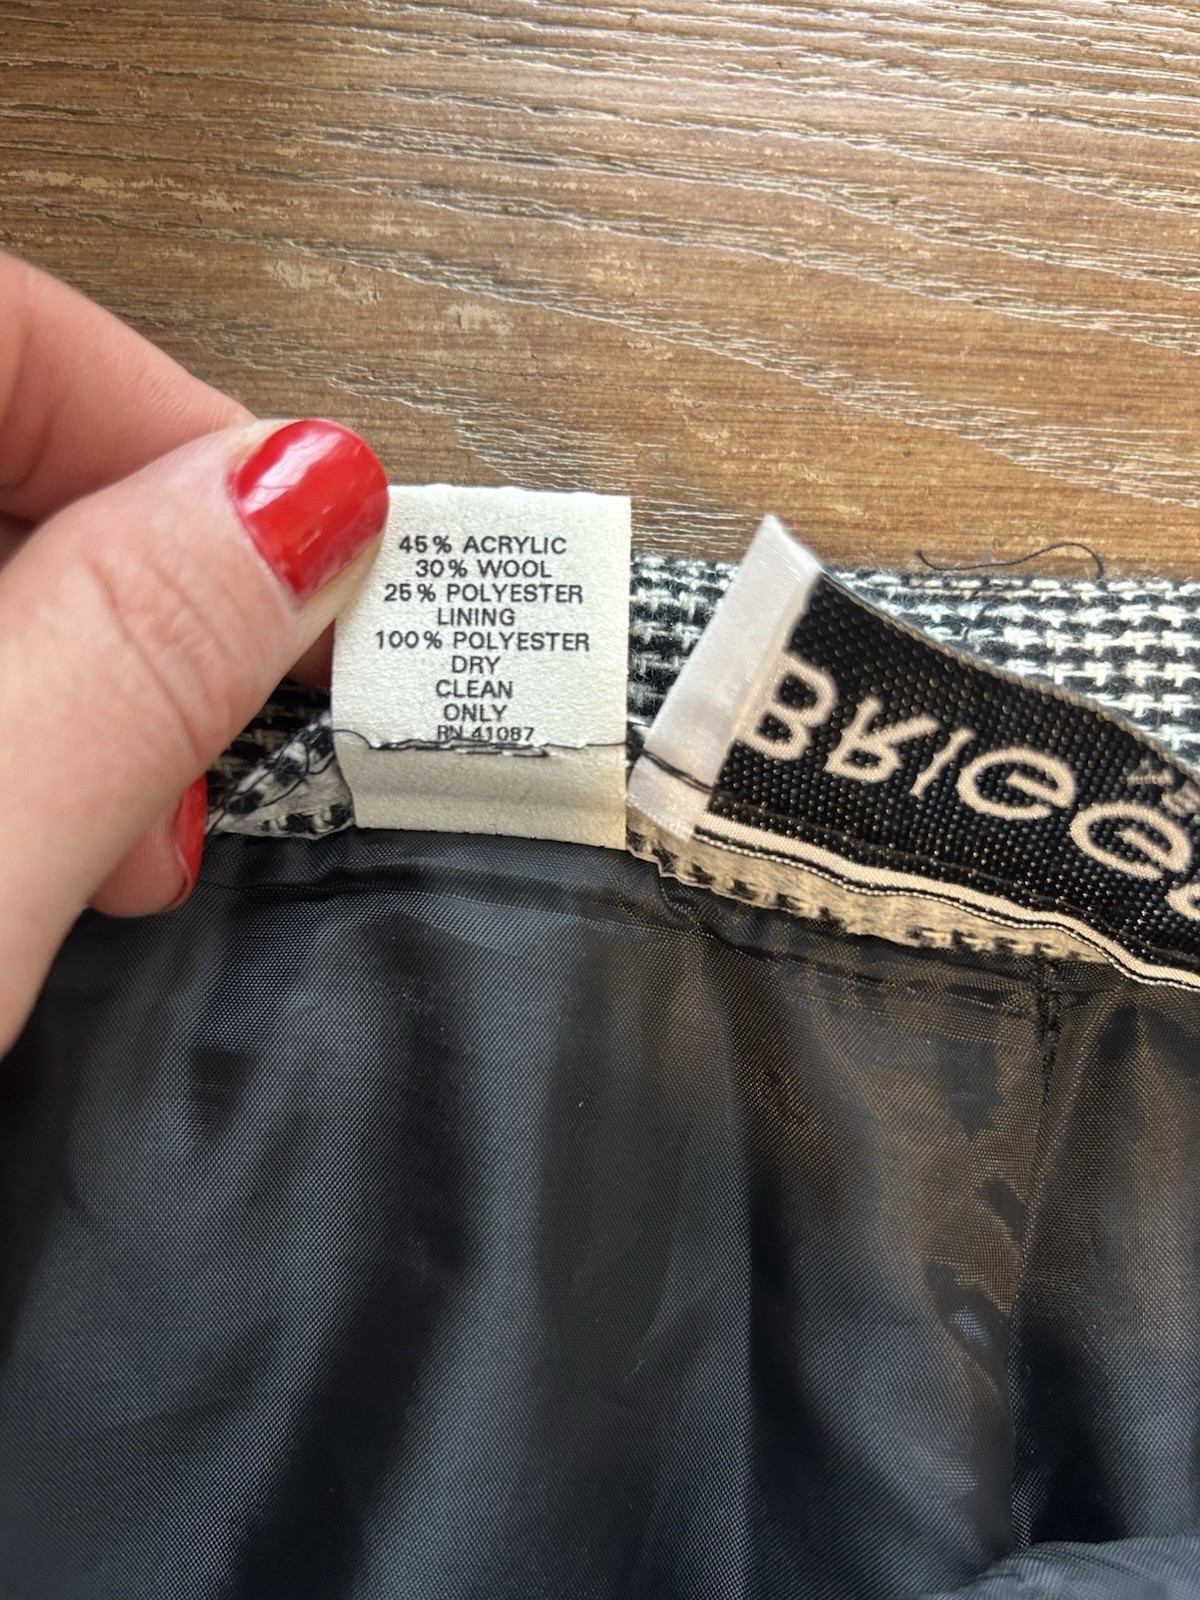 45% ACRYLIC
30% WOOL
25% POLYESTER
LINING
100% POLYESTER
DRY
CLEAN
ONLY
RN 41087